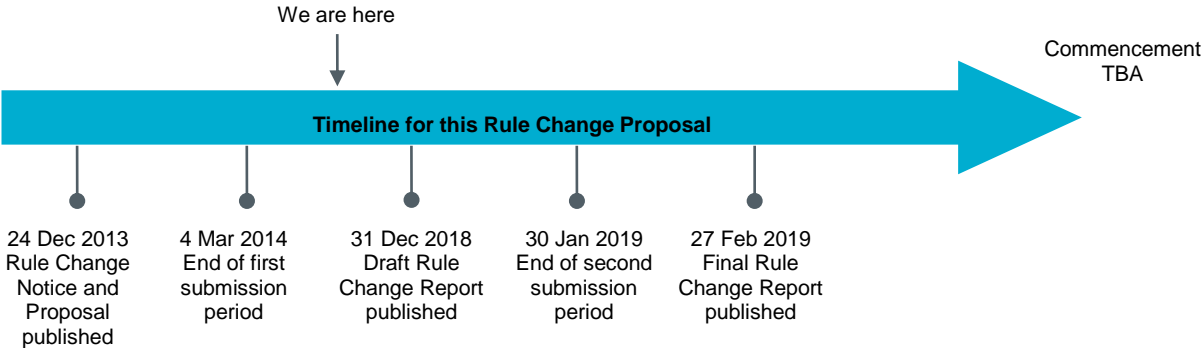 We are here
Commencement
TBA
Timeline for this Rule Change Proposal
24 Dec 2013
Rule Change
Notice and
Proposal
published
4 Mar 2014
End of first
submission
period
31 Dec 2018
Draft Rule
Change Report
published
30 Jan 2019
End of second
submission
period
27 Feb 2019
Final Rule
Change Report
published